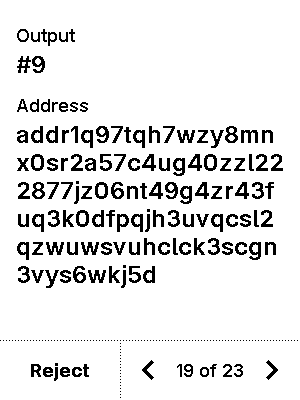 Output
#9
Address
addr1q97tqh7wzy8mn
x0sr2a57c4ug40zzl22
2877jz06nt49g4zr43f
uq3k0dfpqjh3uvqcsl2
qzwuwsvuhclck3scgn
3vys6wkj5d
Reject
19 of 23